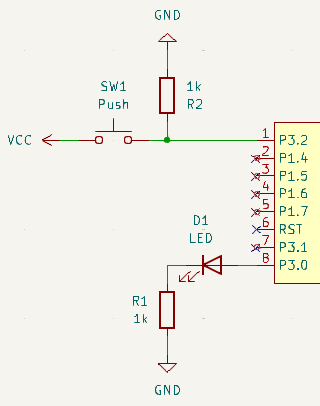 GND
SW1
Push
1k
R2
VCC
1 P3.2
2 P1.4
3 P1.5
4 P1.6
5 P1.7
6 RST
7 P3.1
8 P3.0
D1
LED
R1
1k
GND